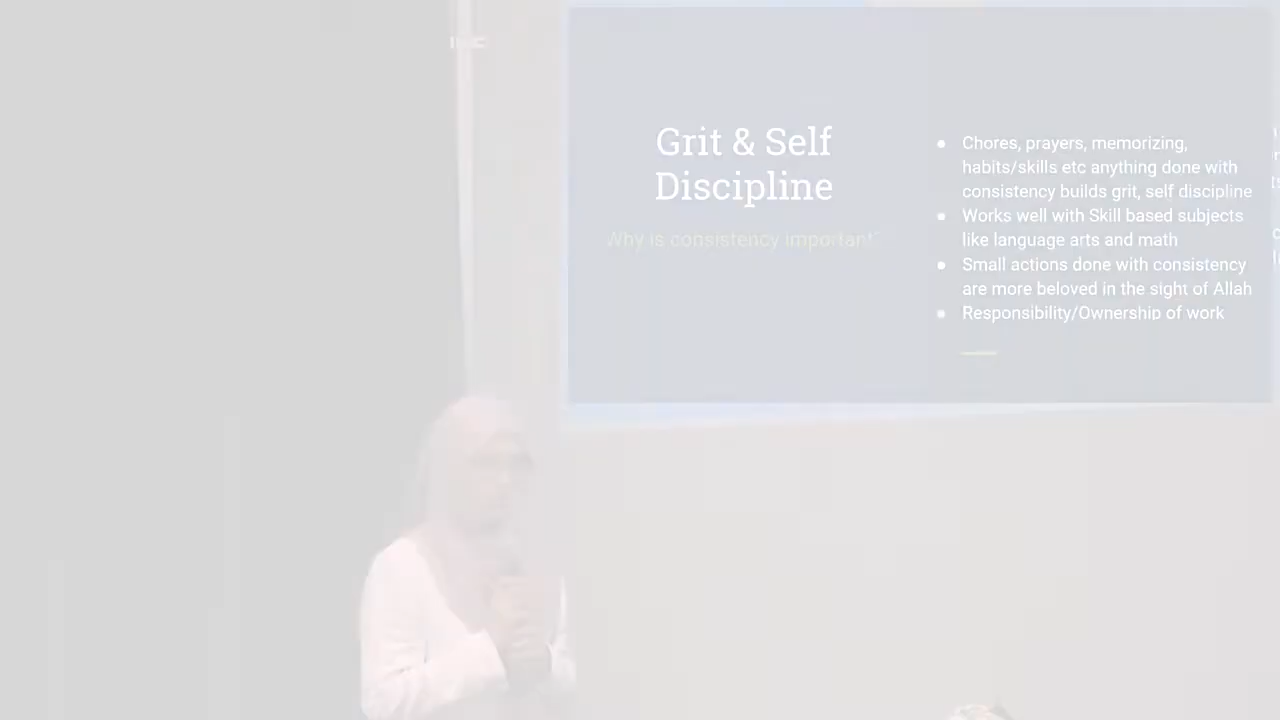 Grit & Self
Discipline
Why is consistency important?
Chores, prayers, memorizing,
habits/skills etc anything done with
consistency builds grit, self discipline
Works well with Skill based subjects
like language arts and math
Small actions done with consistency
are more beloved in the sight of Allah
Responsibility/Ownership of work